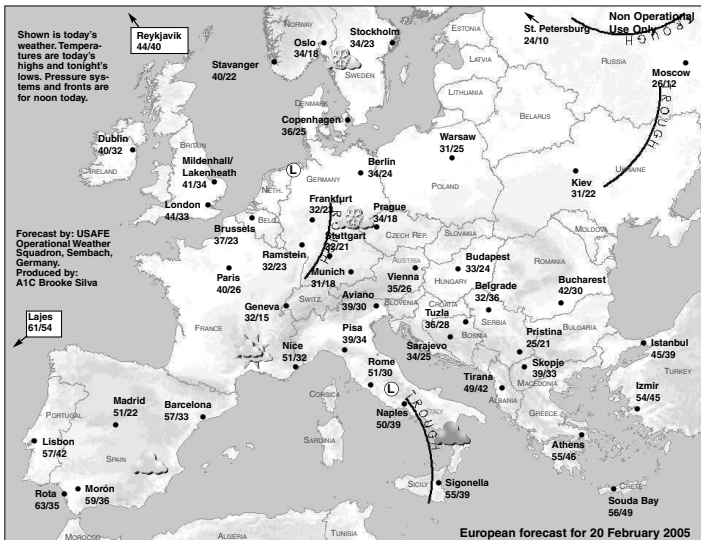 Shown is today's
weather. Tempera-
tures are today's
highs and tonight's
lows. Pressure sys-
tems and fronts are
for noon today.
Reykjavik
44/40
NORWAY
Oslo
34/18
Stockholm
34/23
Stavanger
40/22
SWEDEN
ESTONIA
LATVIA
LITHUANIA
St. Petersburg
24/10
Non Operational
Use Only
TROUGH
RUSSIA
Moscow
26/12
TROUGH
DENMARK
Copenhagen
36/25
BELARUS
Dublin
40/32
IRELAND
BRITAIN
Mildenhall/
Lakenheath
41/34
London
44/33
L
NETH.
GERMANY
Berlin
34/24
Warsaw
31/25
POLAND
UKRAINE
Kiev
31/22
Frankfurt
32/23
TROUGH
Prague
34/18
Brussels
37/23
BELG.
Stuttgart
32/21
CZECH REP.
SLOVAKIA
MOLDOVA
Forecast by: USAFE
Operational Weather
Squadron, Sembach,
Germany.
Produced by:
A1C Brooke Silva
Ramstein
32/23
Paris
40/26
Munich
31/18
AUSTRIA
Vienna
35/26
Budapest
33/24
HUNGARY
ROMANIA
Geneva
32/15
SWITZ.
Aviano
39/30
SLOVENIA
CROATIA
Belgrade
32/36
Bucharest
42/30
Lajes
61/54
FRANCE
Pisa
39/34
Tuzla
36/28
BOSNIA
SERBIA
BULGARIA
Nice
51/32
Sarajevo
34/25
Pristina
25/21
Istanbul
45/39
Rome
51/30
L
ITALY
Tirana
49/42
Skopje
39/33
MACEDONIA
TURKEY
Madrid
51/22
Barcelona
57/33
CORSICA
Naples
50/39
TROUGH
ALBANIA
Izmir
54/45
PORTUGAL
Lisbon
57/42
SPAIN
SARDINIA
GREECE
Athens
55/46
Rota
63/35
Morón
59/36
SICILY
Sigonella
55/39
CRETE
Souda Bay
56/49
MOROCCO
ALGERIA
TUNISIA
European forecast for 20 February 2005